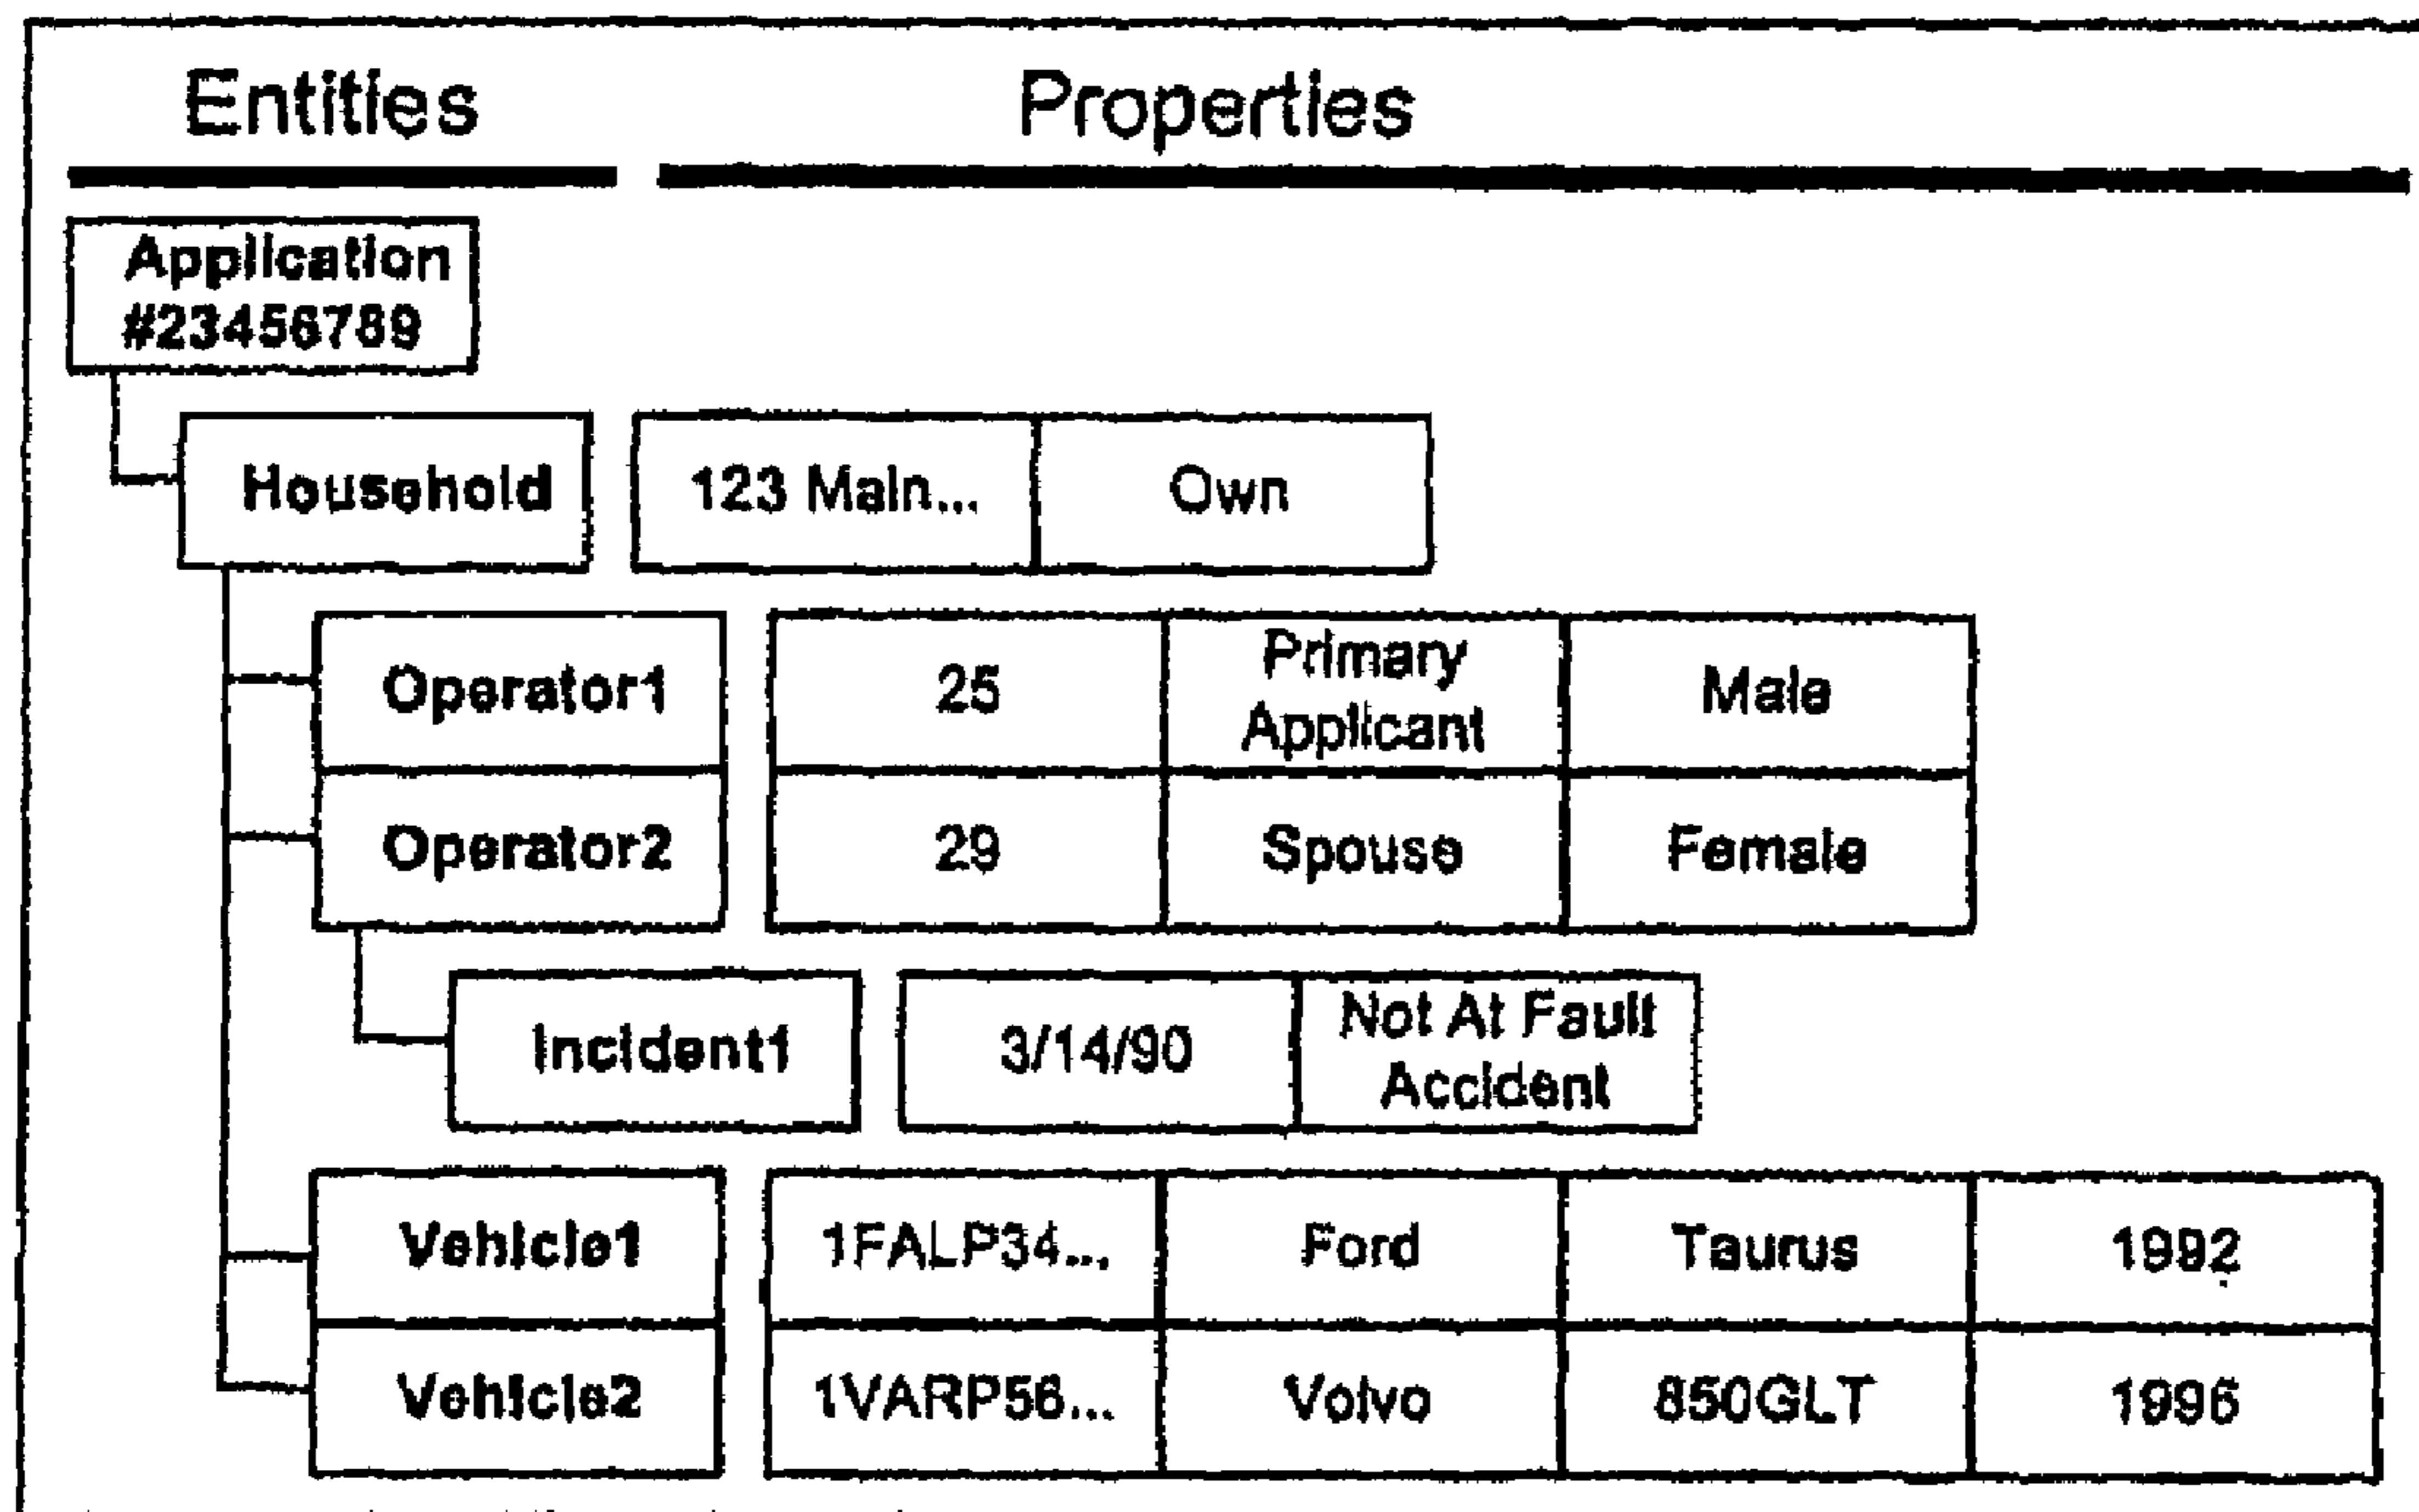 Entities Properties
Application
#23456789
Household 123 Main... Own
Operator1 25 Primary Applicant Male
Operator2 29 Spouse Female
Incident1 3/14/90 Not At Fault Accident
Vehicle1 1FALP34... Ford Taurus 1992
Vehicle2 1VARP56... Volvo 850GLT 1996